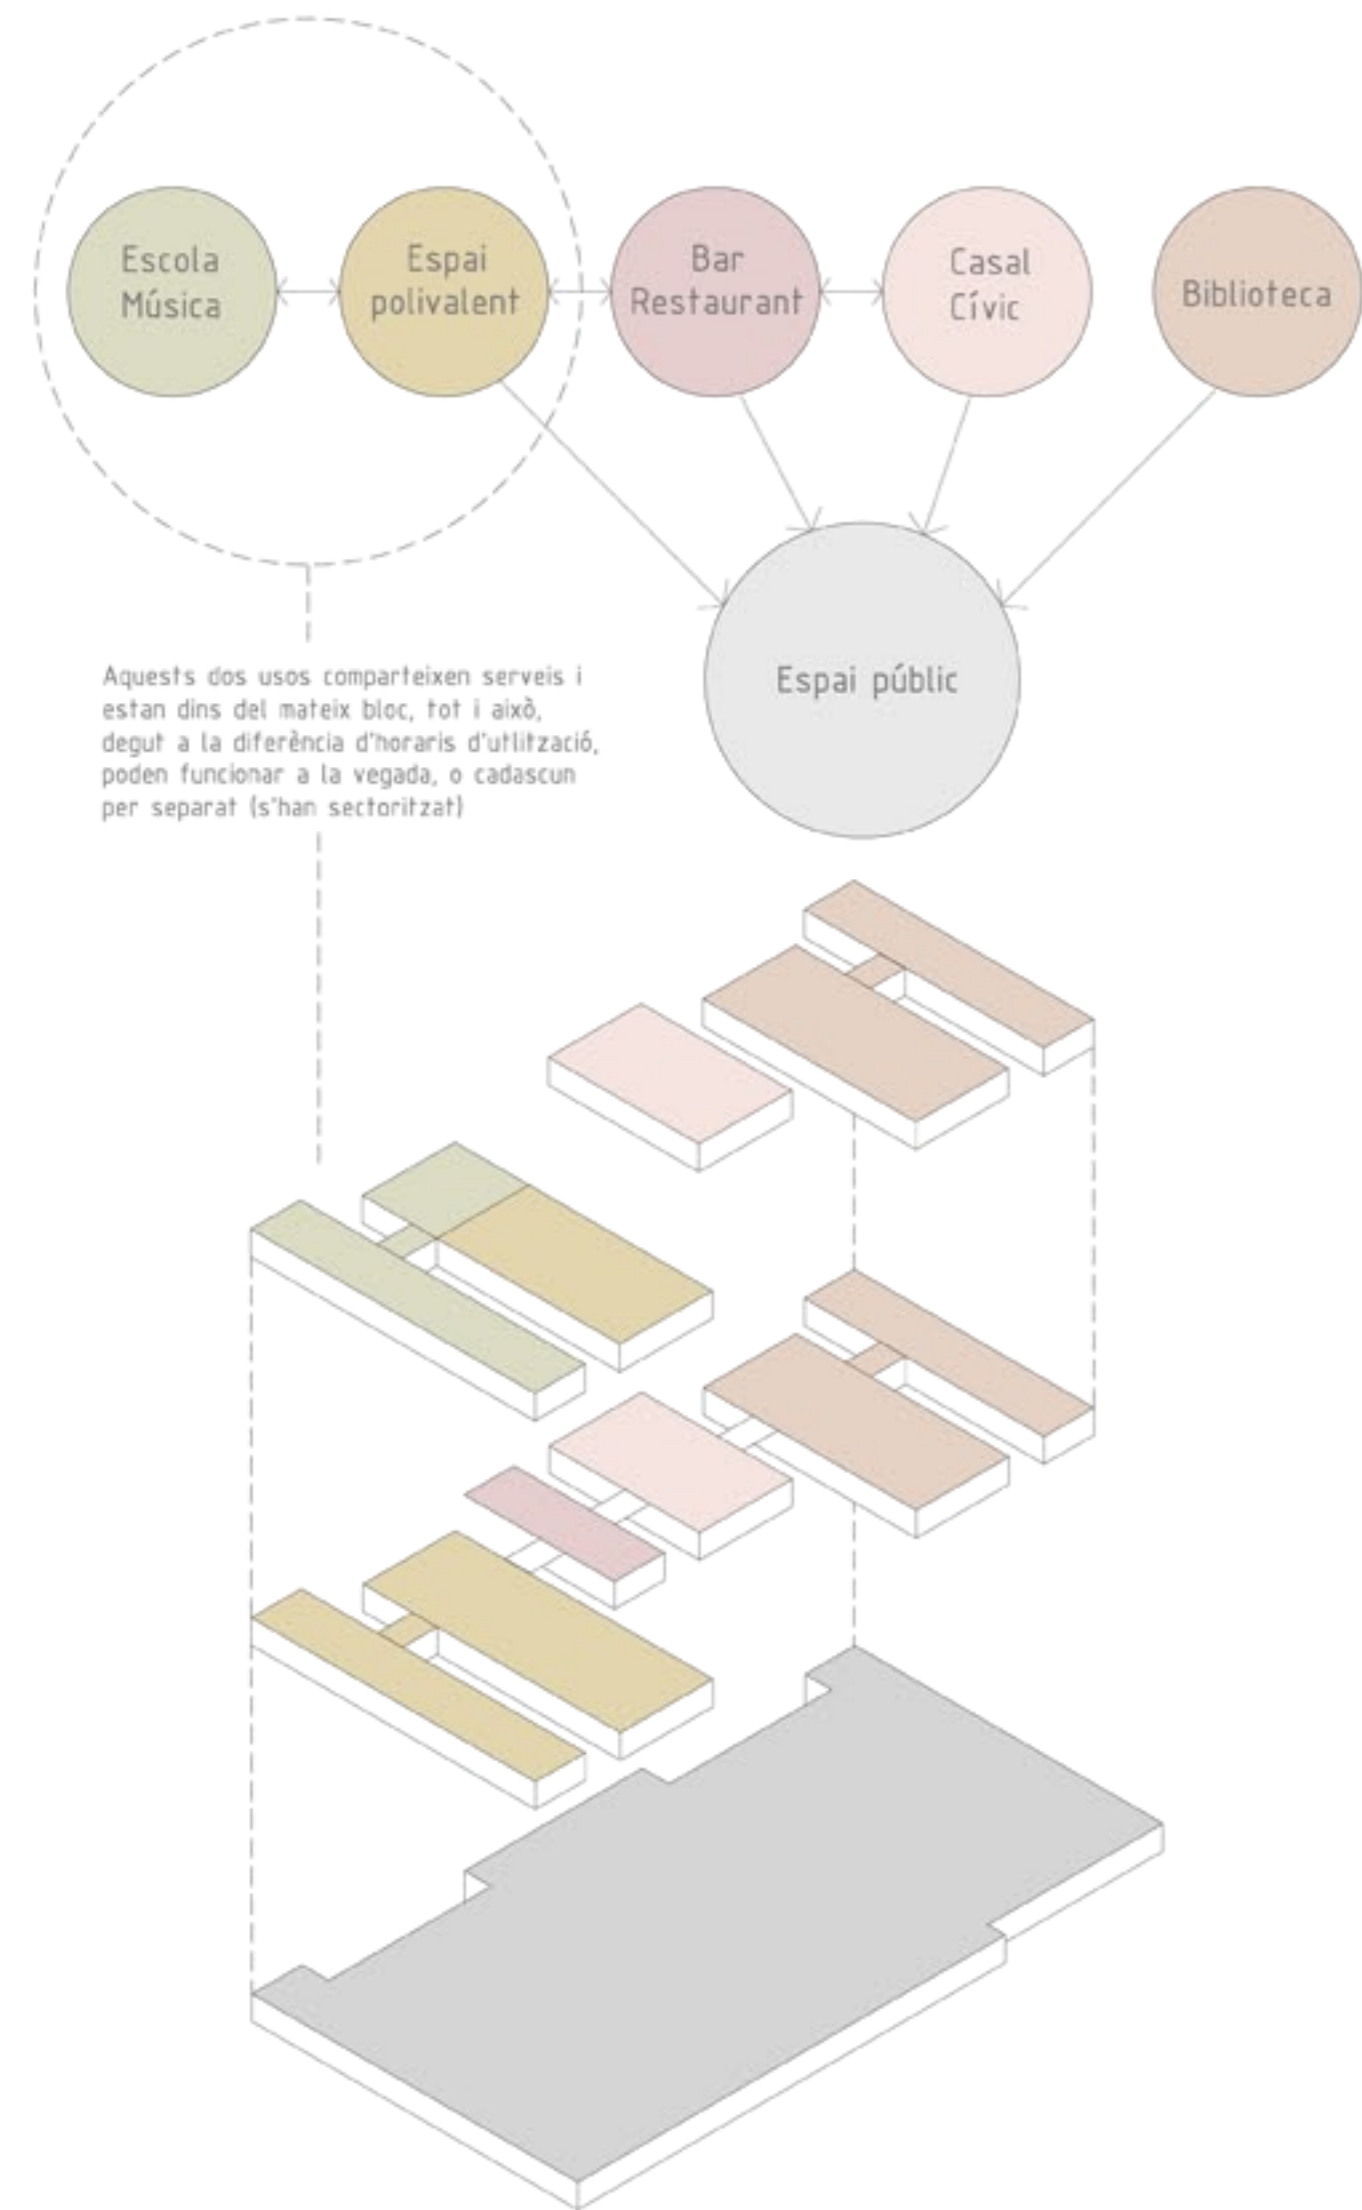 Escola
Música
Espai
polivalent
Bar
Restaurant
Casal
Cívic
Biblioteca
Espai públic
Aquests dos usos comparteixen serveis i
estan dins del mateix bloc, tot i això,
degut a la diferència d'horaris d'utlització,
poden funcionar a la vegada, o cadascun
per separat (s'han sectoritzat)